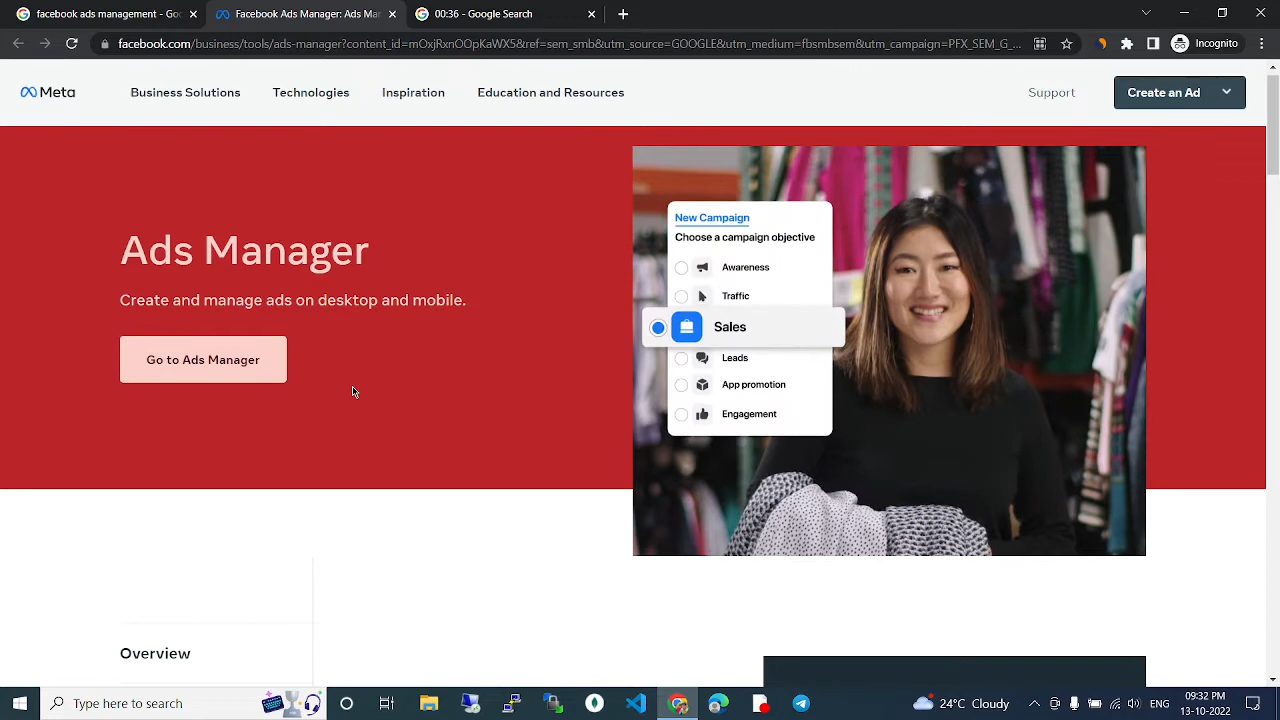 facebook ads management - Go
Facebook Ads Manager: Ads Mar
00:36 - Google Search
facebook.com/business/tools/ads-manager?content_id=mOxjRxnOOpXaWX5&ref=sem_smb&utm_source=GOOGLE&utm_medium=fbsmbsem&utm_campaign=PFX_SEM_G_...
Incognito
Meta
Business Solutions
Technologies
Inspiration
Education and Resources
Support
Create an Ad
Ads Manager
Create and manage ads on desktop and mobile.
Go to Ads Manager
New Campaign
Choose a campaign objective
Awareness
Traffic
Sales
Leads
App promotion
Engagement
Overview
Type here to search
24°C Cloudy
ENG
09:32 PM
13-10-2022